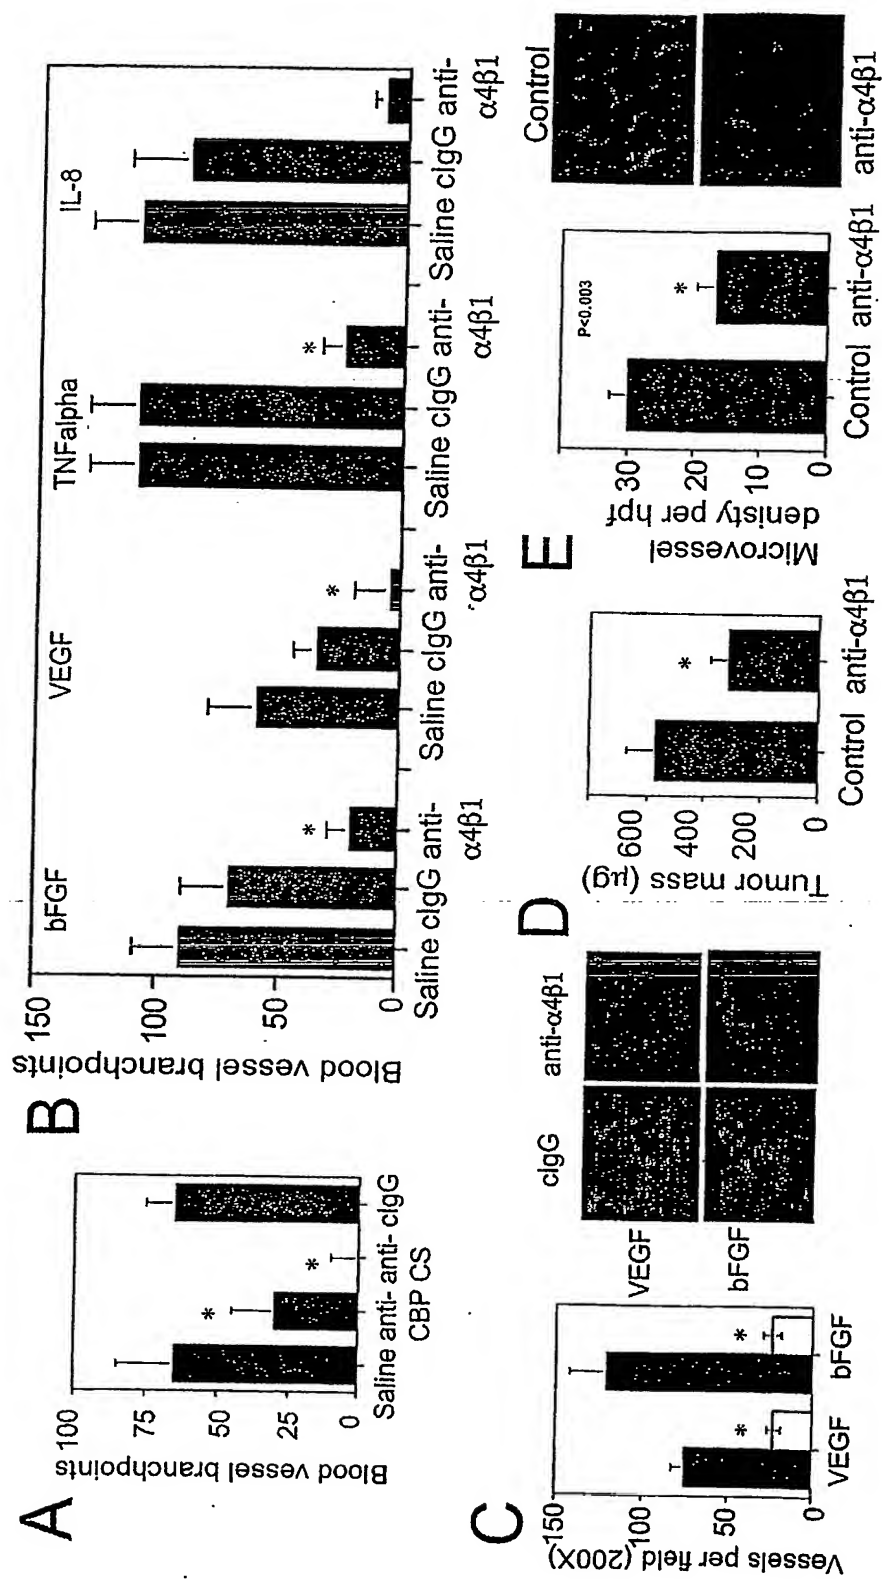 A
Blood vessel branchpoints
100
75
50
25
0
Saline anti- anti- cIgG
CBP CS
*
*
B
Blood vessel branchpoints
150
100
50
0
bFGF
VEGF
TNFalpha
IL-8
*
*
*
Saline cIgG anti-
α4β1
Saline cIgG anti-
α4β1
Saline cIgG anti-
α4β1
Saline cIgG anti-
α4β1
C
Vessels per field (200X)
150
100
50
0
*
*
VEGF
bFGF
cIgG
anti-α4β1
VEGF
bFGF
D
Tumor mass (μg)
600
400
200
0
*
Control anti-α4β1
E
Microvessel
denisty per hpf
30
20
10
0
P<0.003
*
Control anti-α4β1
Control
anti-α4β1